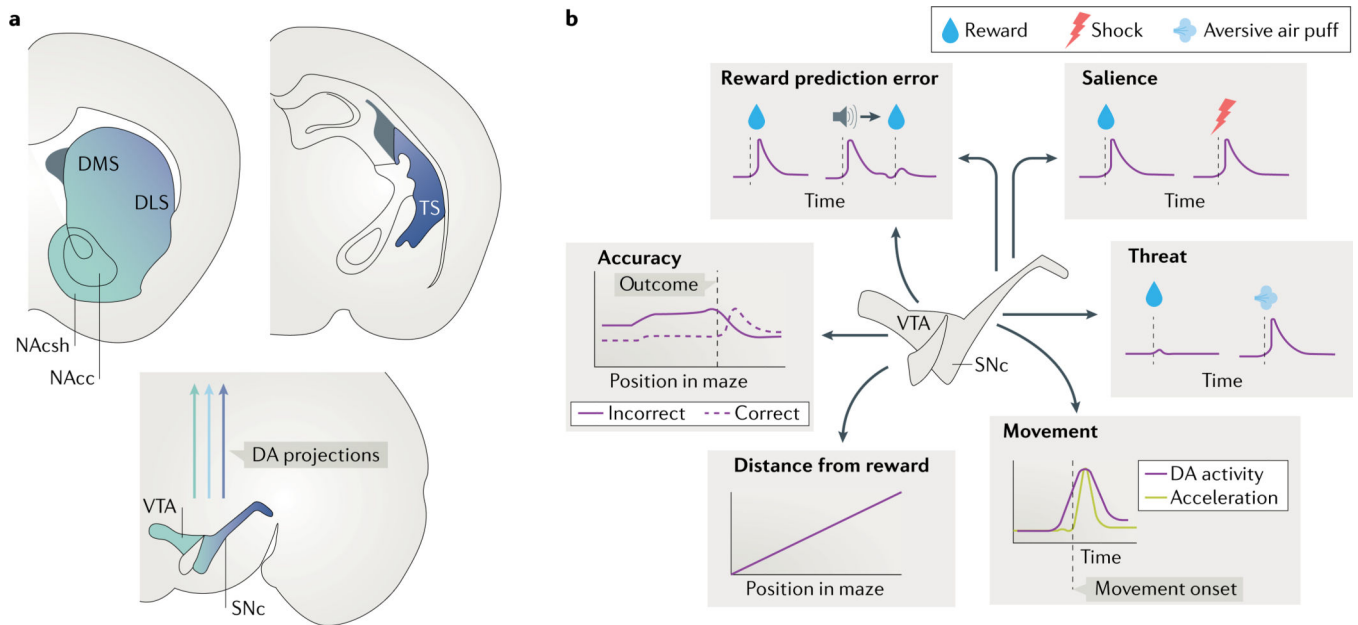 a
DMS
DLS
TS
NAcsh
NAcc
DA projections
VTA
SNc
b
Reward
Shock
Aversive air puff
Reward prediction error
Time
Salience
Time
Accuracy
Outcome
Position in maze
Incorrect
Correct
VTA
SNc
Threat
Time
Distance from reward
Position in maze
Movement
DA activity
Acceleration
Time
Movement onset